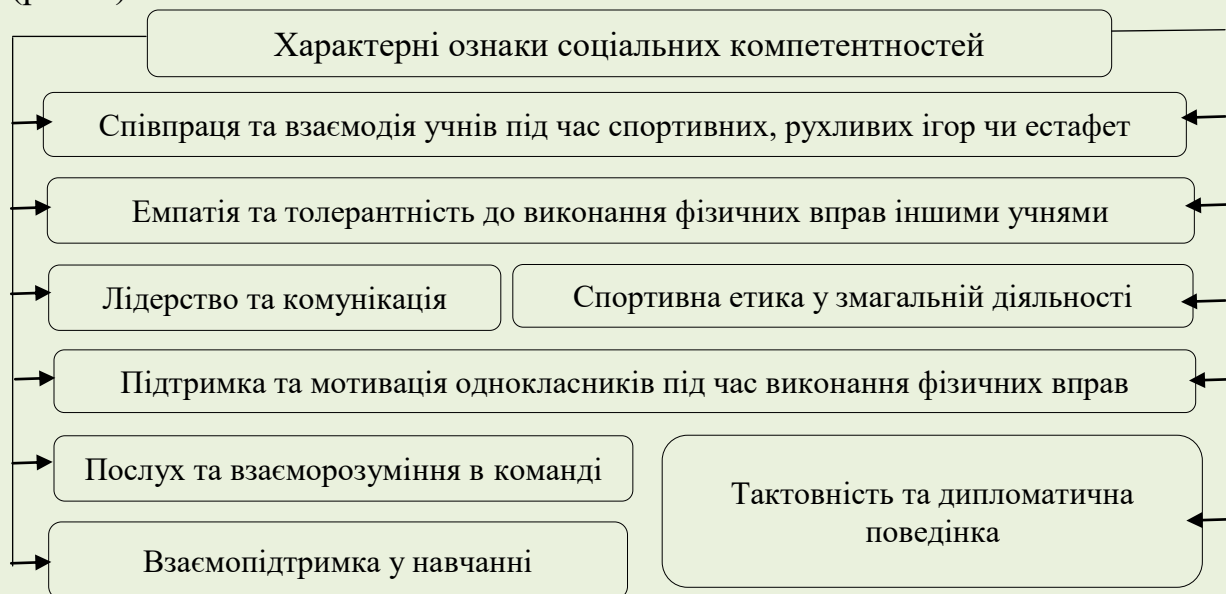 Характерні ознаки соціальних компетентностей
Співпраця та взаємодія учнів під час спортивних, рухливих ігор чи естафет
Емпатія та толерантність до виконання фізичних вправ іншими учнями
Лідерство та комунікація
Спортивна етика у змагальній діяльності
Підтримка та мотивація однокласників під час виконання фізичних вправ
Послух та взаєморозуміння в команді
Тактовність та дипломатична
поведінка
Взаємопідтримка у навчанні